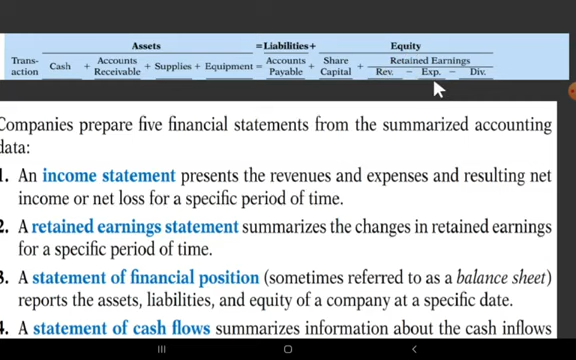 Assets = Liabilities + Equity
Trans- Accounts Accounts Share Retained Earnings
action Cash + Receivable + Supplies + Equipment = Payable + Capital + Rev. − Exp. − Div.
Companies prepare five financial statements from the summarized accounting
data:
1. An income statement presents the revenues and expenses and resulting net
income or net loss for a specific period of time.
2. A retained earnings statement summarizes the changes in retained earnings
for a specific period of time.
3. A statement of financial position (sometimes referred to as a balance sheet)
reports the assets, liabilities, and equity of a company at a specific date.
4. A statement of cash flows summarizes information about the cash inflows